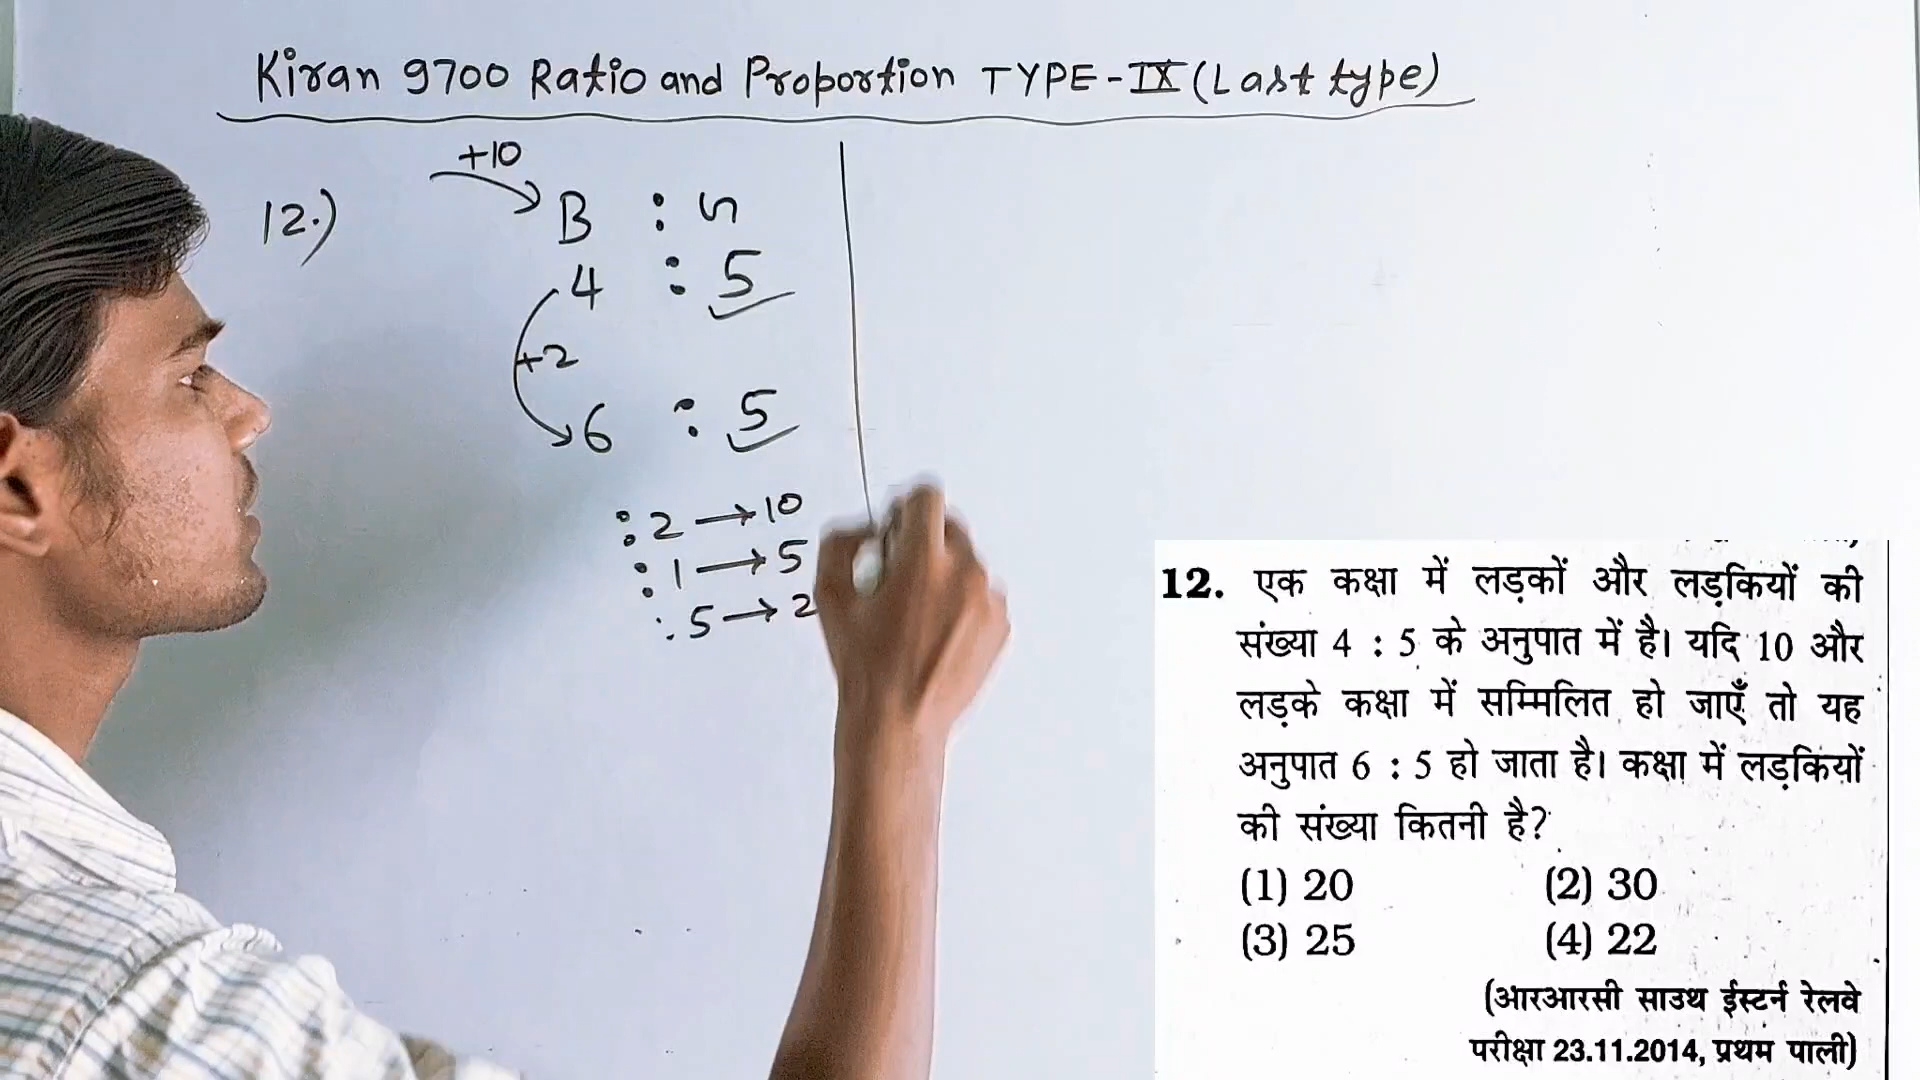 Kiran 9700 Ratio and Proportion TYPE-IX (Last type)
12.)
+10
B :
4 : 5
+2
6 : 5
: 2 → 10
: 1 → 5
: 5 → 2
12. एक कक्षा में लड़कों और लड़कियों की
संख्या 4 : 5 के अनुपात में है। यदि 10 और
लड़के कक्षा में सम्मिलित हो जाएँ तो यह
अनुपात 6 : 5 हो जाता है। कक्षा में लड़कियों
की संख्या कितनी है?
(1) 20 (2) 30
(3) 25 (4) 22
(आरआरसी साउथ ईस्टर्न रेलवे
परीक्षा 23.11.2014, प्रथम पाली)